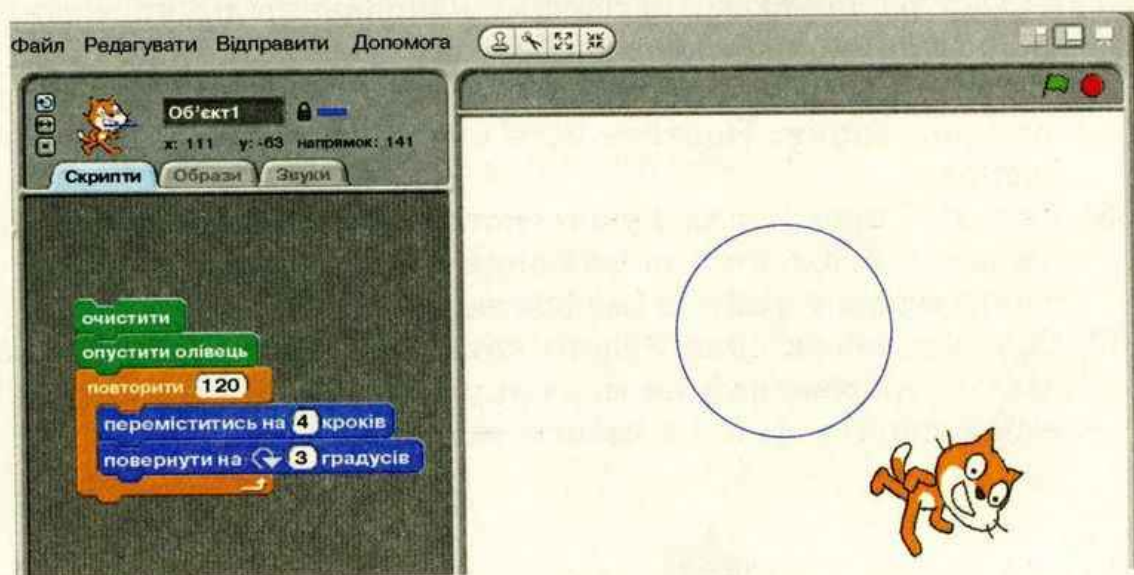 Файл Редагувати Відправити Допомога
Об'єкт1
x: 111 y: -63 напрямок: 141
Скрипти Образи Звуки
очистити
опустити олівець
повторити 120
переміститись на 4 кроків
повернути на 3 градусів